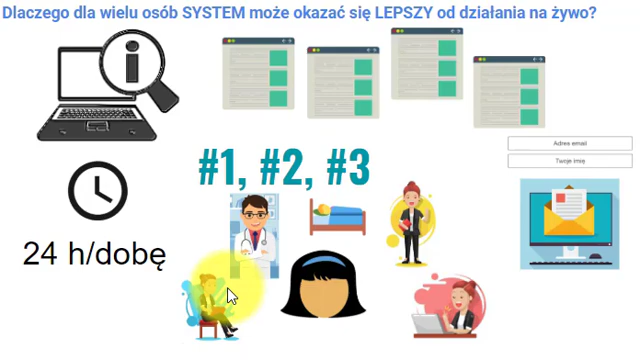 Dlaczego dla wielu osób SYSTEM może okazać się LEPSZY od działania na żywo?
Adres email
Twoje imię
#1, #2, #3
24 h/dobę